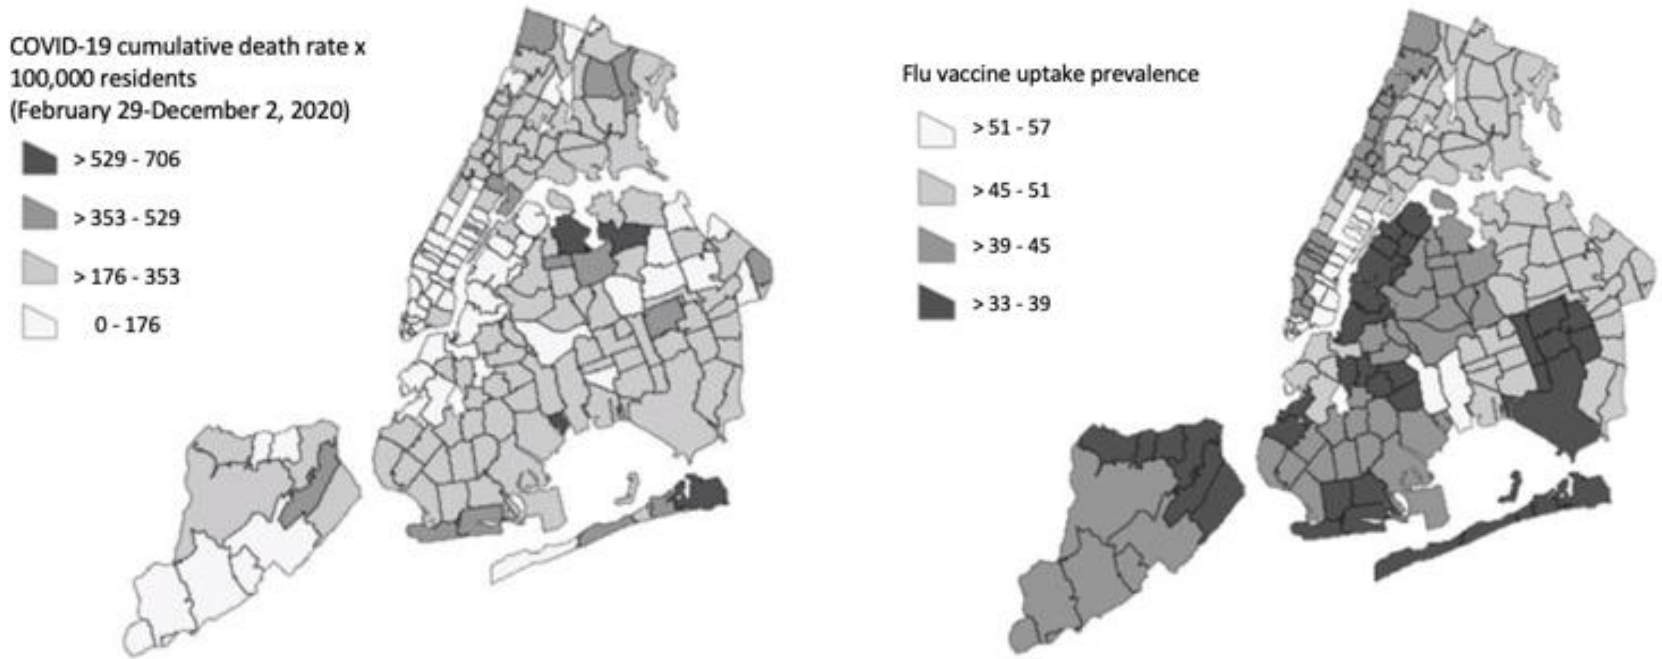 COVID-19 cumulative death rate x
100,000 residents
(February 29-December 2, 2020)
> 529 - 706
> 353 - 529
> 176 - 353
0 - 176
Flu vaccine uptake prevalence
> 51 - 57
> 45 - 51
> 39 - 45
> 33 - 39